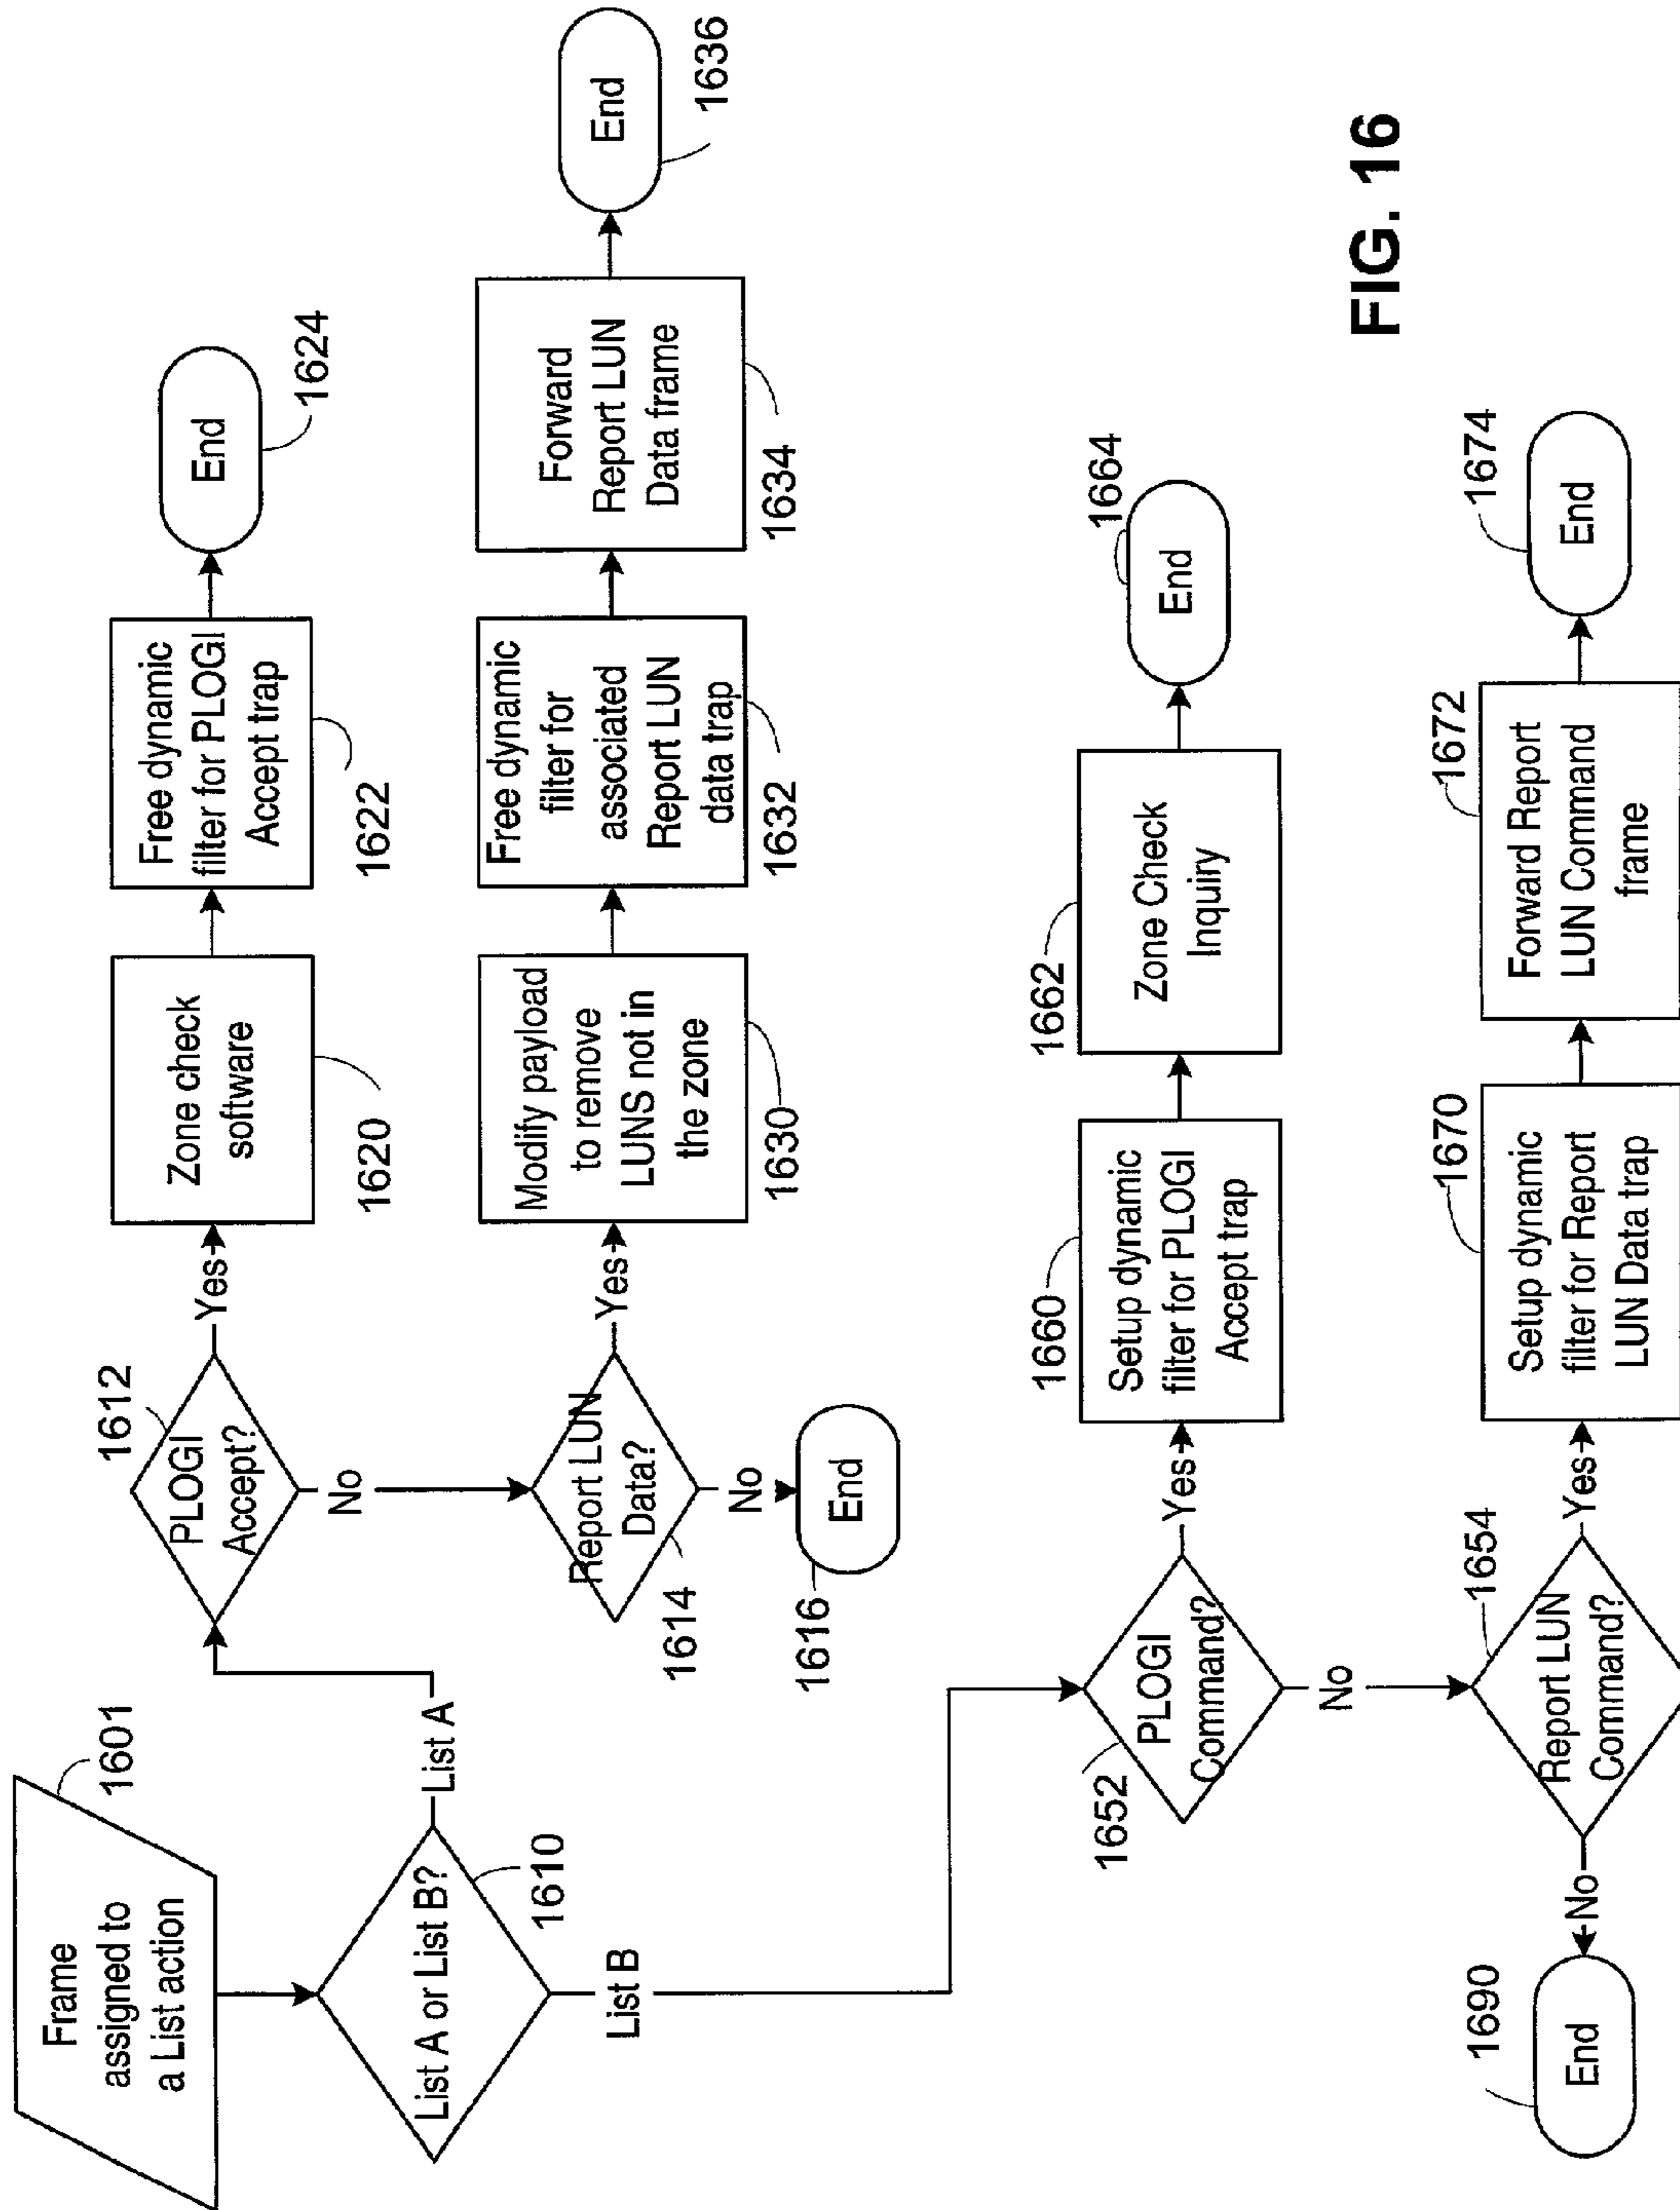 Frame
assigned to
a List action
1601
List A or List B?
1610
List A
List B
PLOGI
Accept?
1612
Yes
No
Zone check
software
1620
Free dynamic
filter for PLOGI
Accept trap
1622
End
1624
Report LUN
Data?
1614
Yes
No
End
1616
Modify payload
to remove
LUNS not in
the zone
1630
Free dynamic
filter for
associated
Report LUN
data trap
1632
Forward
Report LUN
Data frame
1634
End
1636
PLOGI
Command?
1652
Yes
No
Setup dynamic
filter for PLOGI
Accept trap
1660
Zone Check
Inquiry
1662
End
1664
Report LUN
Command?
1654
Yes
No
End
1690
Setup dynamic
filter for Report
LUN Data trap
1670
Forward Report
LUN Command
frame
1672
End
1674
FIG. 16